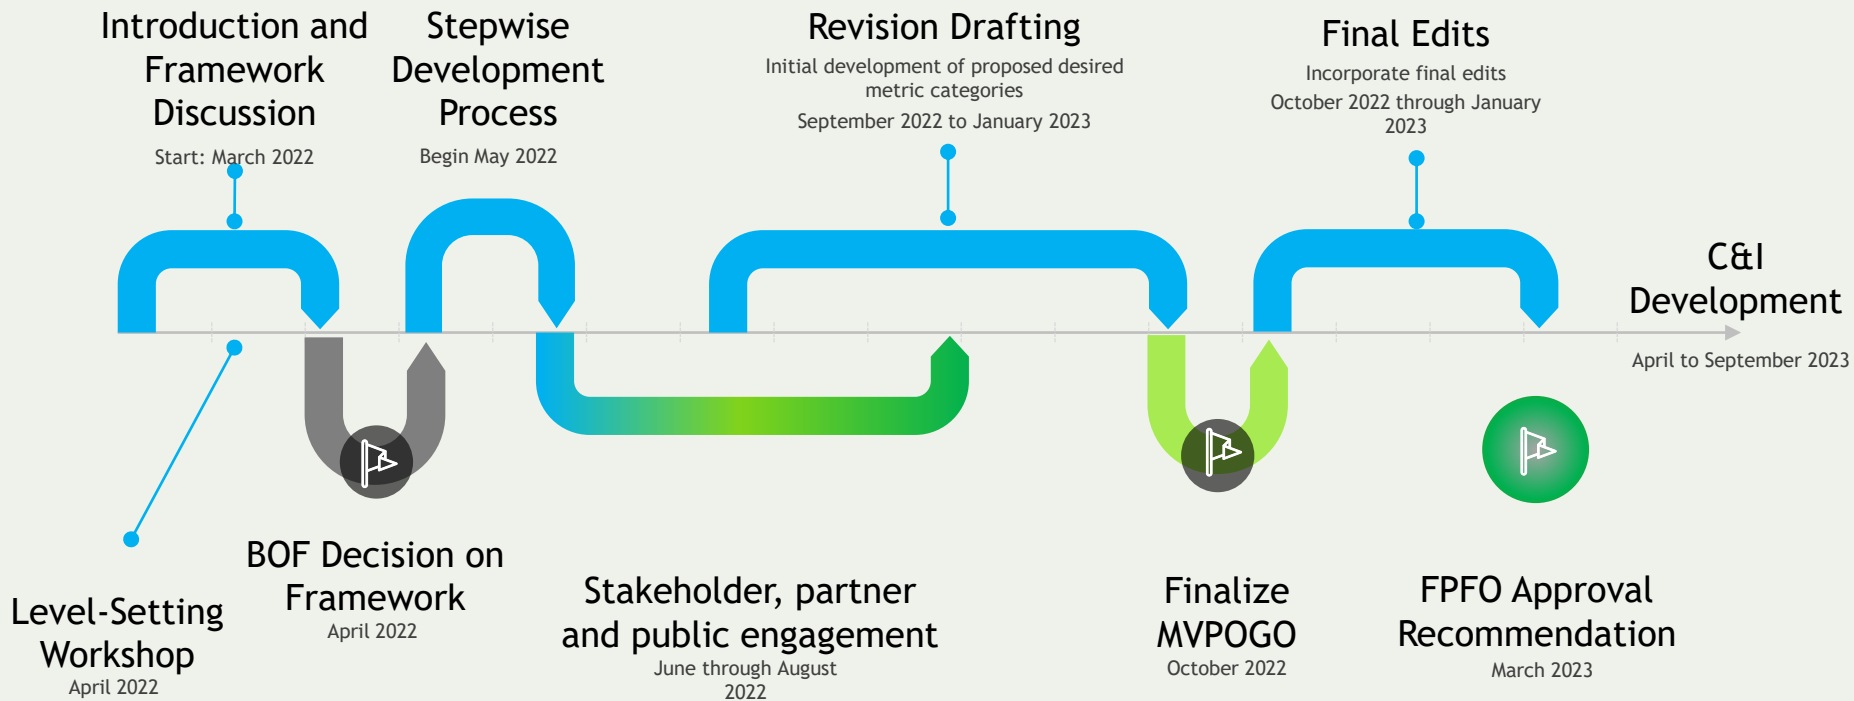 Introduction and
Framework
Discussion
Start: March 2022
Stepwise
Development
Process
Begin May 2022
Revision Drafting
Initial development of proposed desired
metric categories
September 2022 to January 2023
Final Edits
Incorporate final edits
October 2022 through January
2023
C&I
Development
April to September 2023
Level-Setting
Workshop
April 2022
BOF Decision on
Framework
April 2022
Stakeholder, partner
and public engagement
June through August
2022
Finalize
MVPOGO
October 2022
FPFO Approval
Recommendation
March 2023